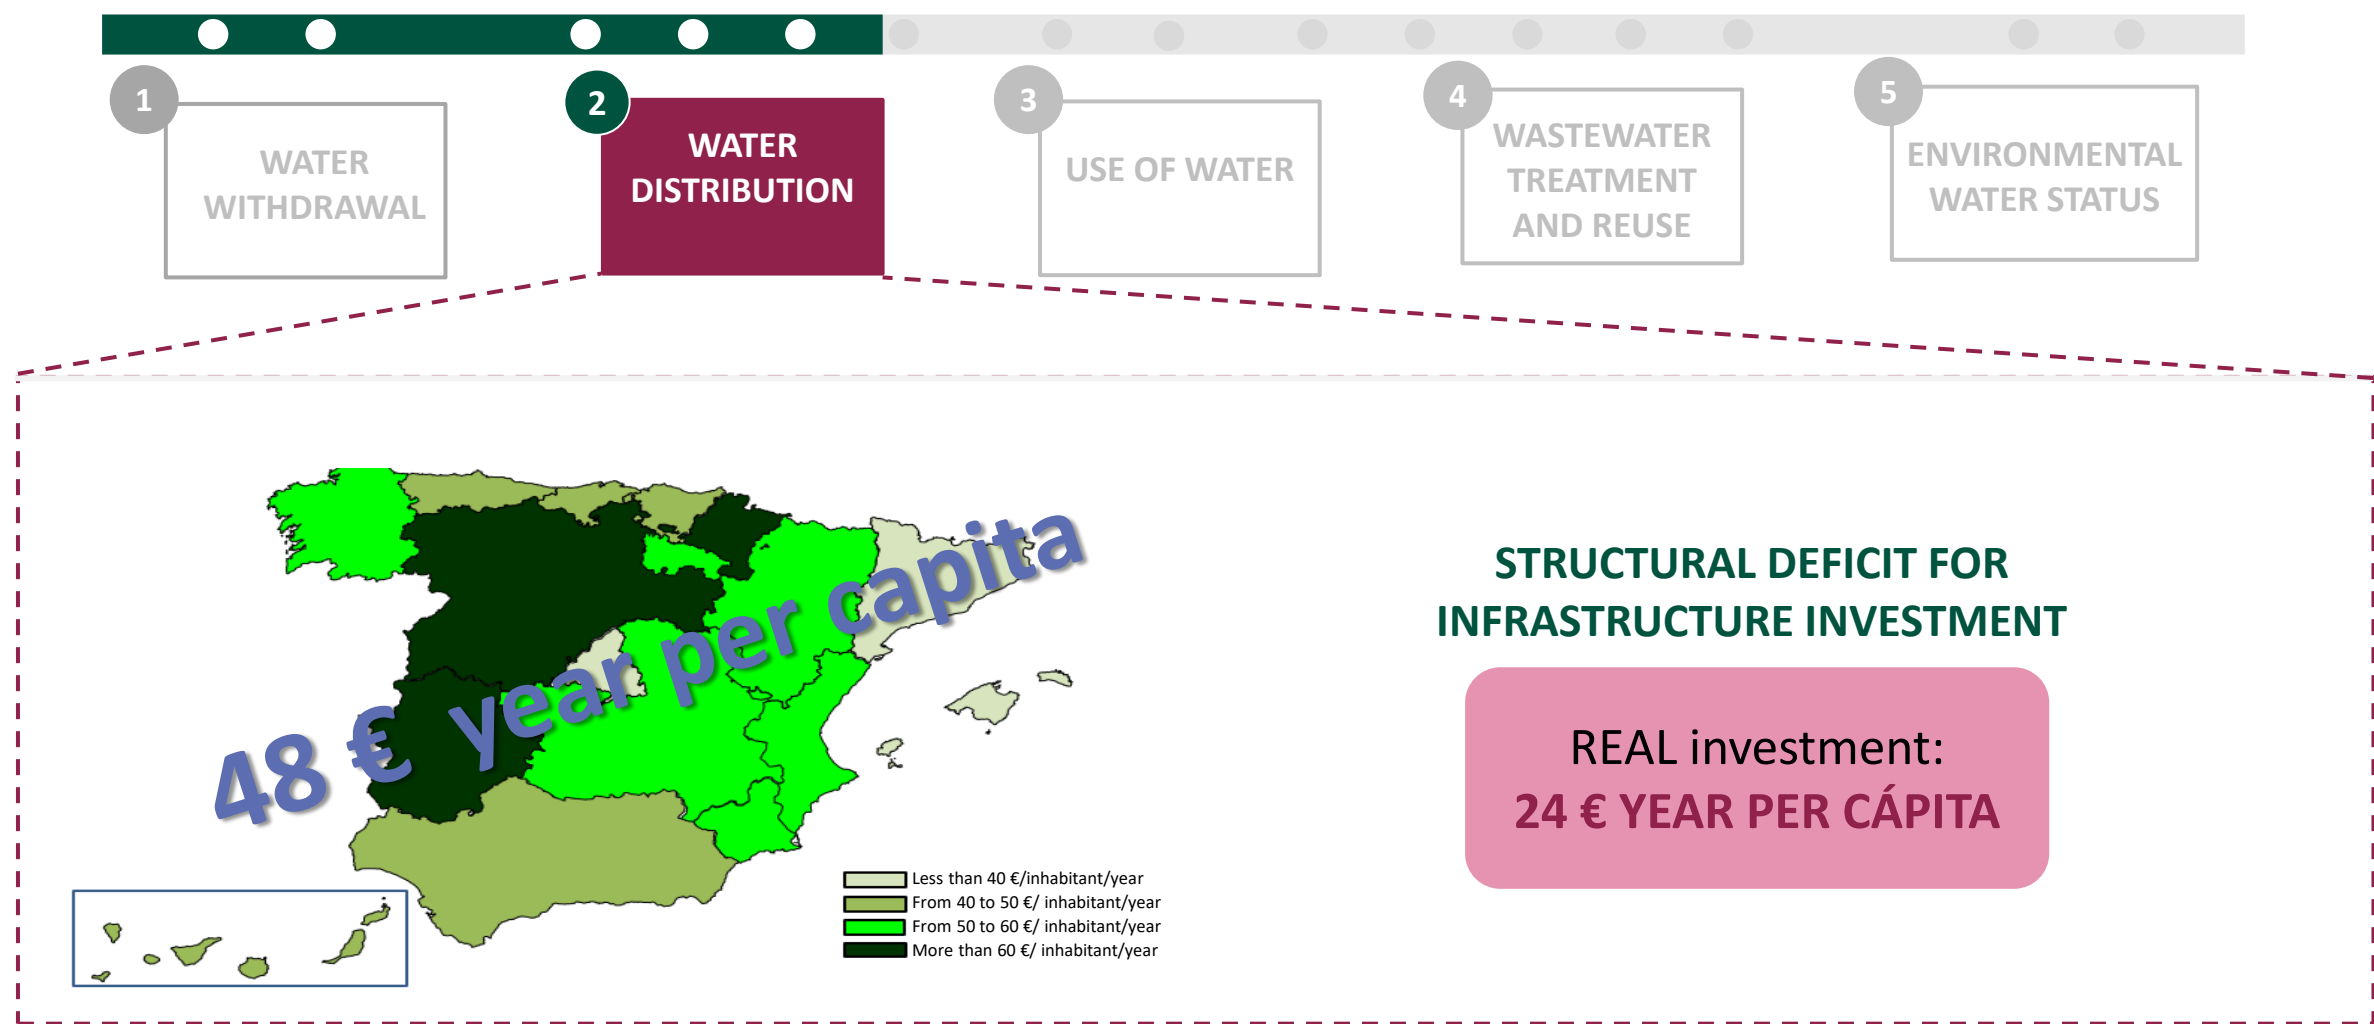 1
WATER
WITHDRAWAL
2
WATER
DISTRIBUTION
3
USE OF WATER
4
WASTEWATER
TREATMENT
AND REUSE
5
ENVIRONMENTAL
WATER STATUS
48 € year per capita
Less than 40 €/inhabitant/year
From 40 to 50 €/ inhabitant/year
From 50 to 60 €/ inhabitant/year
More than 60 €/ inhabitant/year
STRUCTURAL DEFICIT FOR
INFRASTRUCTURE INVESTMENT
REAL investment:
24 € YEAR PER CÁPITA